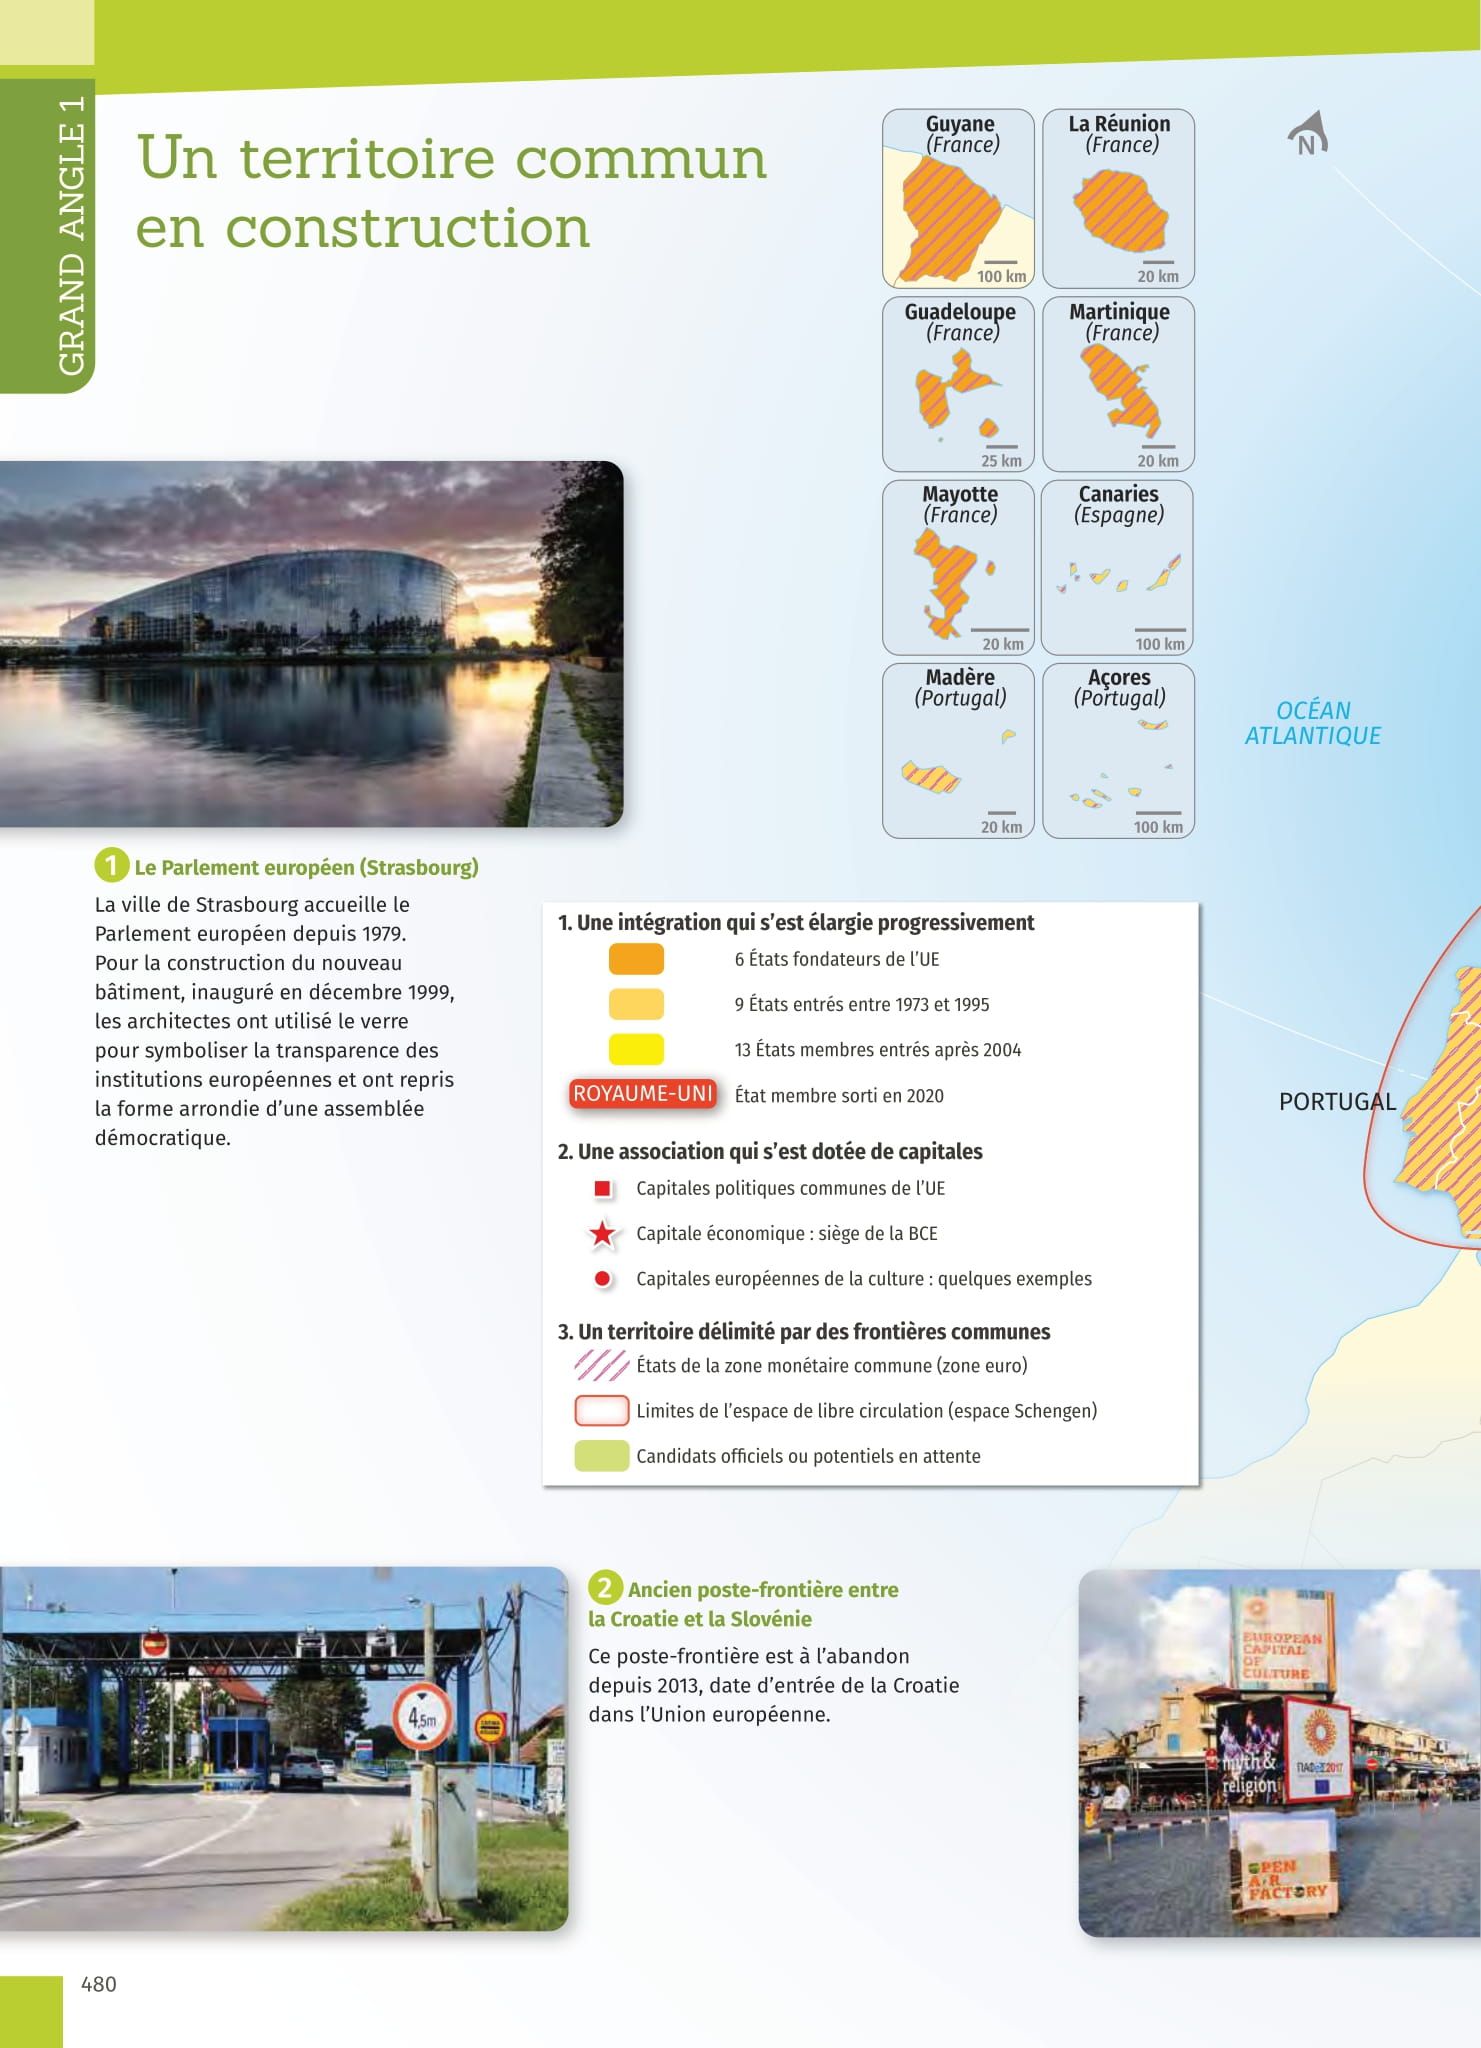 GRAND ANGLE 1
Un territoire commun
en construction
Guyane
(France)
100 km
La Réunion
(France)
20 km
Guadeloupe
(France)
25 km
Martinique
(France)
20 km
Mayotte
(France)
20 km
Canaries
(Espagne)
100 km
Madère
(Portugal)
20 km
Açores
(Portugal)
100 km
N
OCÉAN
ATLANTIQUE
PORTUGAL
1 Le Parlement européen (Strasbourg)
La ville de Strasbourg accueille le
Parlement européen depuis 1979.
Pour la construction du nouveau
bâtiment, inauguré en décembre 1999,
les architectes ont utilisé le verre
pour symboliser la transparence des
institutions européennes et ont repris
la forme arrondie d’une assemblée
démocratique.
1. Une intégration qui s’est élargie progressivement
6 États fondateurs de l’UE
9 États entrés entre 1973 et 1995
13 États membres entrés après 2004
ROYAUME-UNI État membre sorti en 2020
2. Une association qui s’est dotée de capitales
Capitales politiques communes de l’UE
Capitale économique : siège de la BCE
Capitales européennes de la culture : quelques exemples
3. Un territoire délimité par des frontières communes
États de la zone monétaire commune (zone euro)
Limites de l’espace de libre circulation (espace Schengen)
Candidats officiels ou potentiels en attente
4,5m
2 Ancien poste-frontière entre
la Croatie et la Slovénie
Ce poste-frontière est à l’abandon
depuis 2013, date d’entrée de la Croatie
dans l’Union européenne.
EUROPEAN
CAPITAL
OF
CULTURE
myth &
religion
ΠΑΦΟΣ2017
OPEN
AIR
FACTORY
480